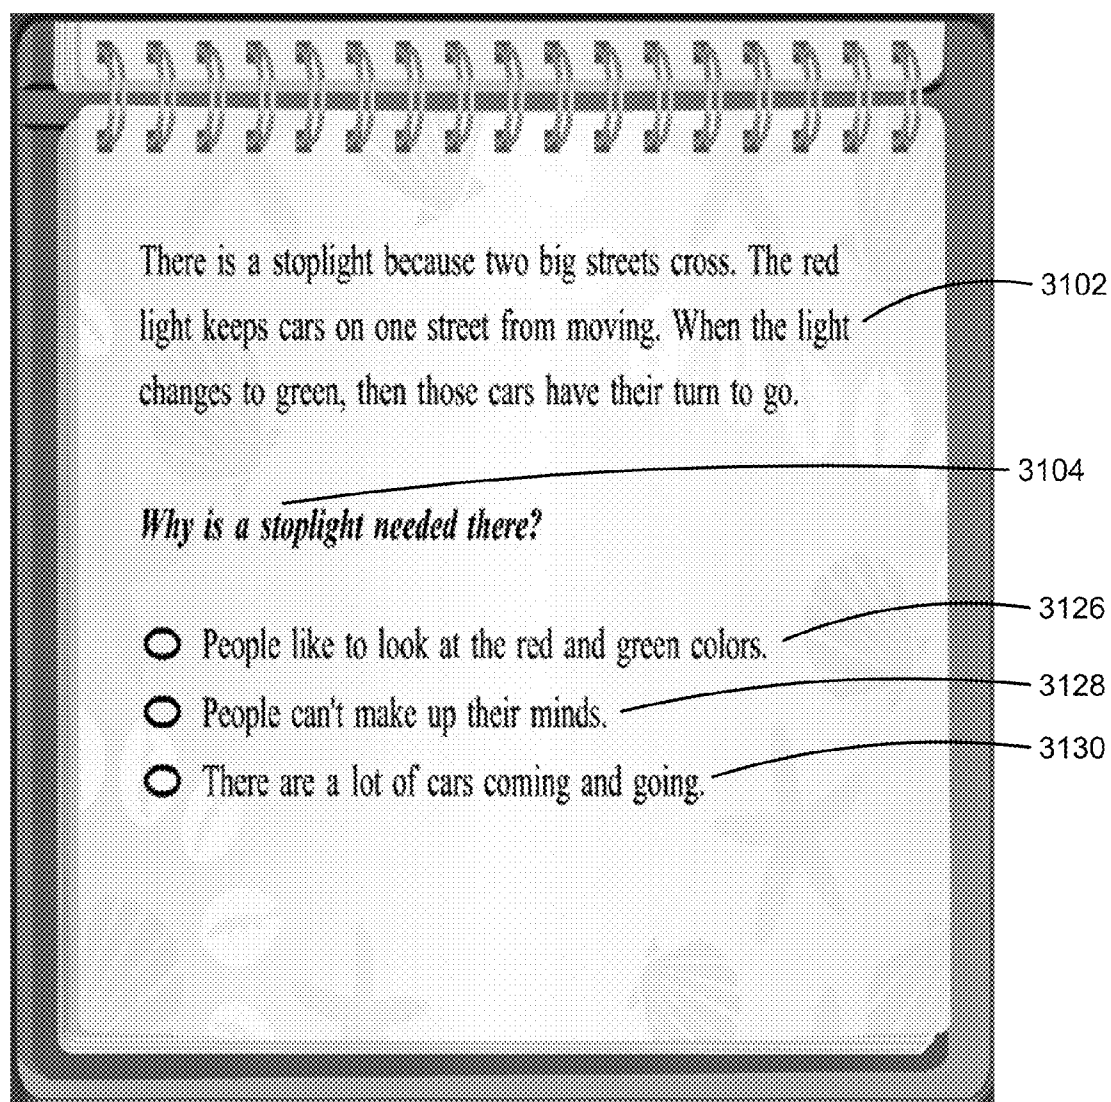 There is a stoplight because two big streets cross. The red
light keeps cars on one street from moving. When the light
changes to green, then those cars have their turn to go.
Why is a stoplight needed there?
People like to look at the red and green colors.
People can't make up their minds.
There are a lot of cars coming and going.
3102
3104
3126
3128
3130